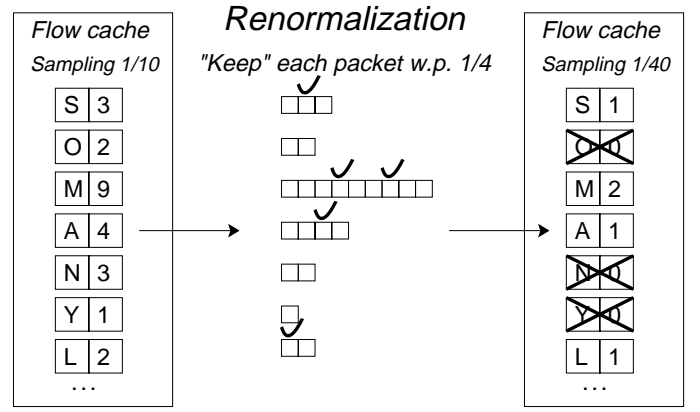 Renormalization
Flow cache
Sampling 1/10
"Keep" each packet w.p. 1/4
Flow cache
Sampling 1/40
S 3
O 2
M 9
A 4
N 3
Y 1
L 2
...
S 1
O 0
M 2
A 1
N 0
Y 0
L 1
...